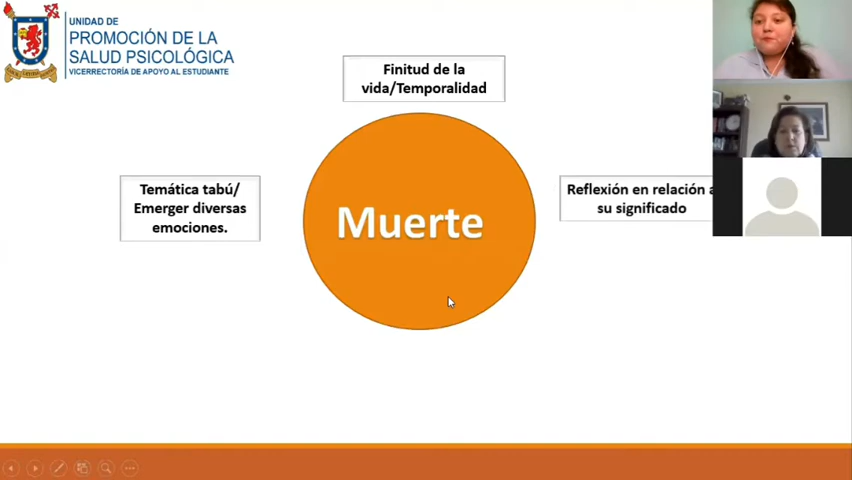 UNIDAD DE
PROMOCIÓN DE LA
SALUD PSICOLÓGICA
VICERRECTORÍA DE APOYO AL ESTUDIANTE
Finitud de la
vida/Temporalidad
Temática tabú/
Emerger diversas
emociones.
Muerte
Reflexión en relación a
su significado